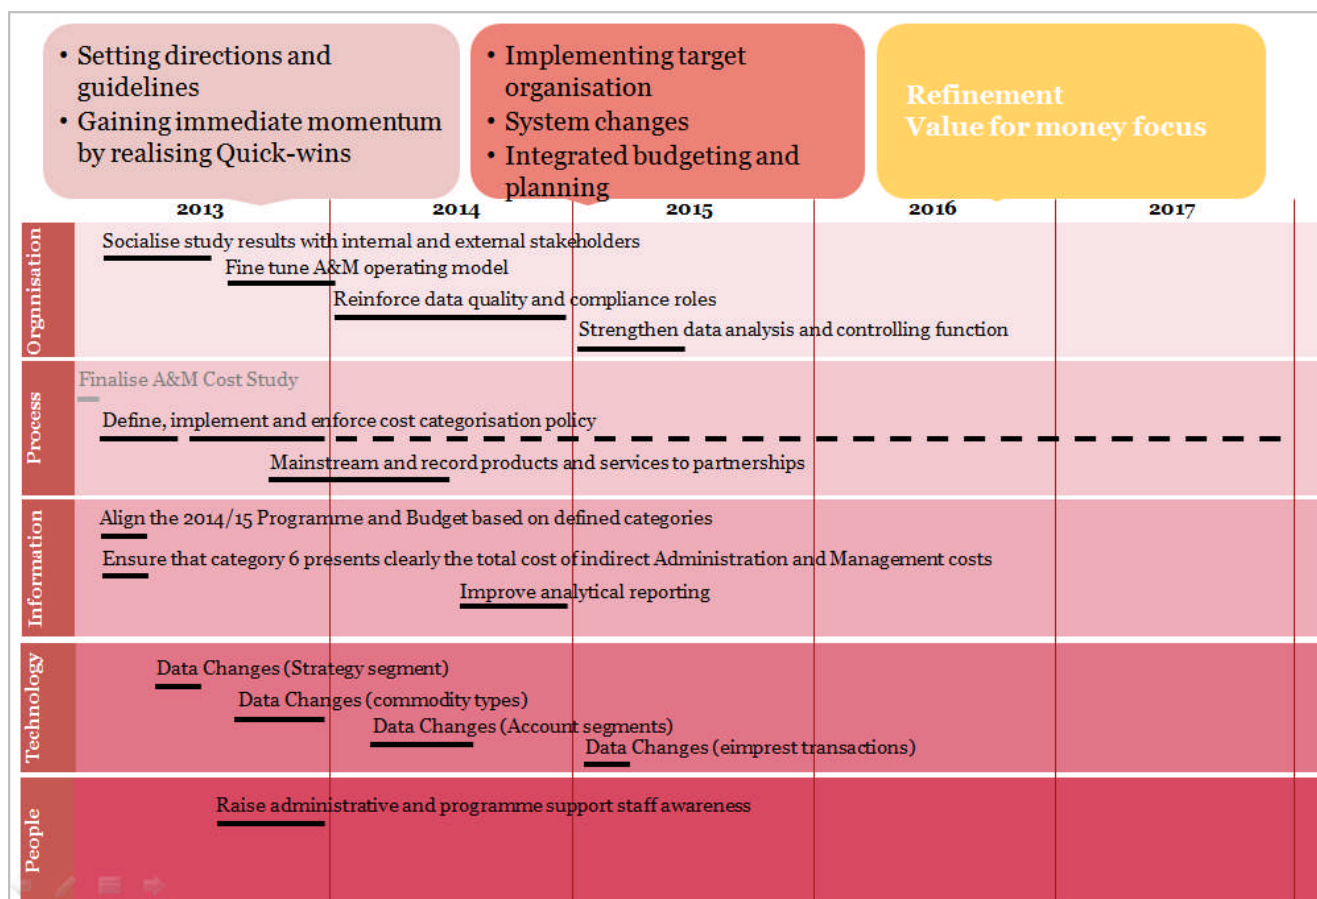 • Setting directions and
guidelines
• Gaining immediate momentum
by realising Quick-wins
• Implementing target
organisation
• System changes
• Integrated budgeting and
planning
Refinement
Value for money focus
2013
2014
2015
2016
2017
Orgnnisation
Socialise study results with internal and external stakeholders
Fine tune A&M operating model
Reinforce data quality and compliance roles
Strengthen data analysis and controlling function
Process
Finalise A&M Cost Study
Define, implement and enforce cost categorisation policy
Mainstream and record products and services to partnerships
Information
Align the 2014/15 Programme and Budget based on defined categories
Ensure that category 6 presents clearly the total cost of indirect Administration and Management costs
Improve analytical reporting
Technology
Data Changes (Strategy segment)
Data Changes (commodity types)
Data Changes (Account segments)
Data Changes (eimprest transactions)
People
Raise administrative and programme support staff awareness